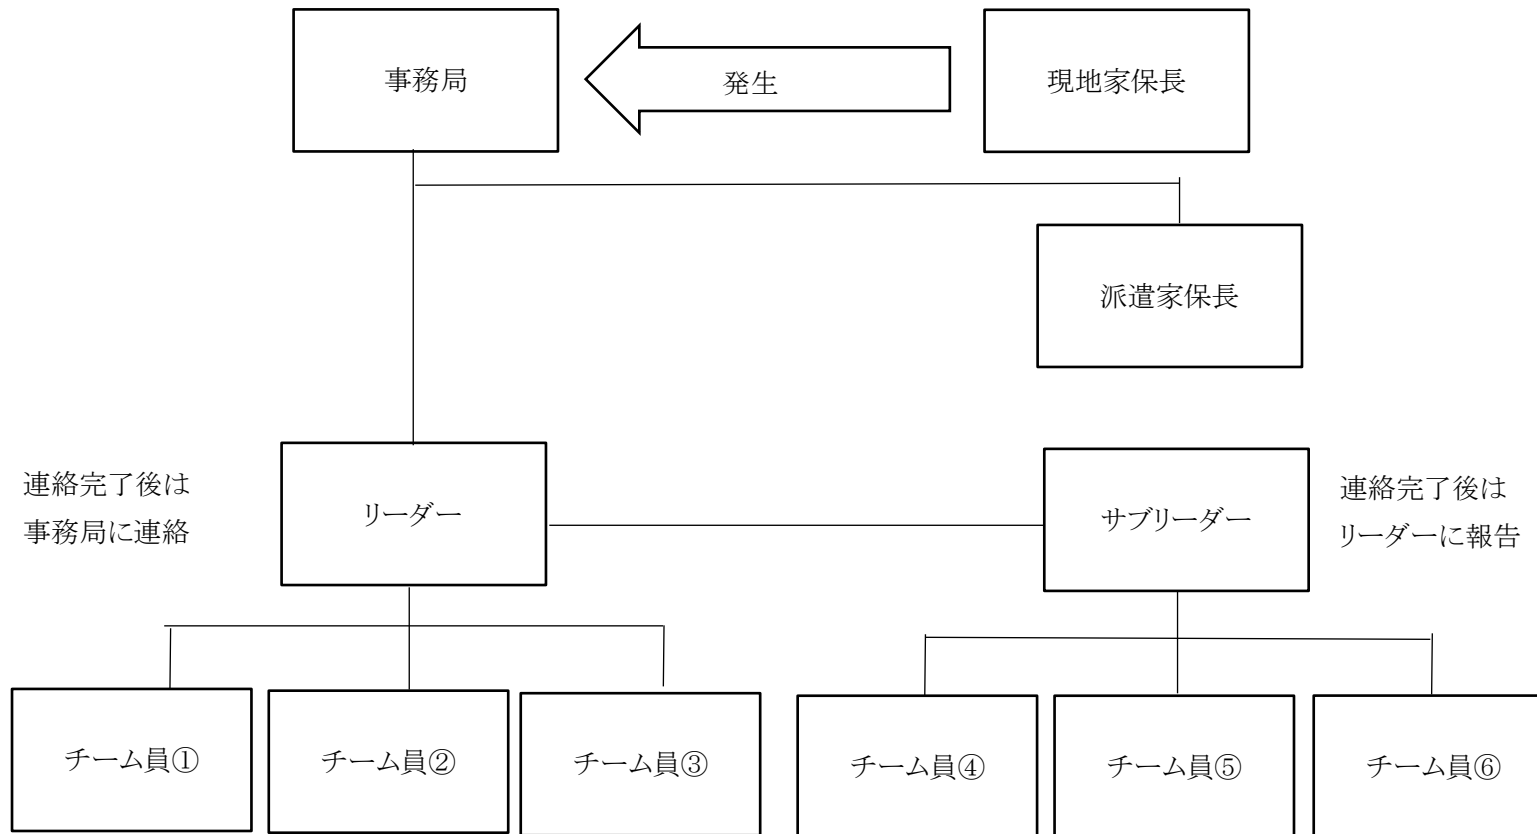 事務局
発生
現地家保長
派遣家保長
連絡完了後は
事務局に連絡
リーダー
サブリーダー
連絡完了後は
リーダーに報告
チーム員①
チーム員②
チーム員③
チーム員④
チーム員⑤
チーム員⑥